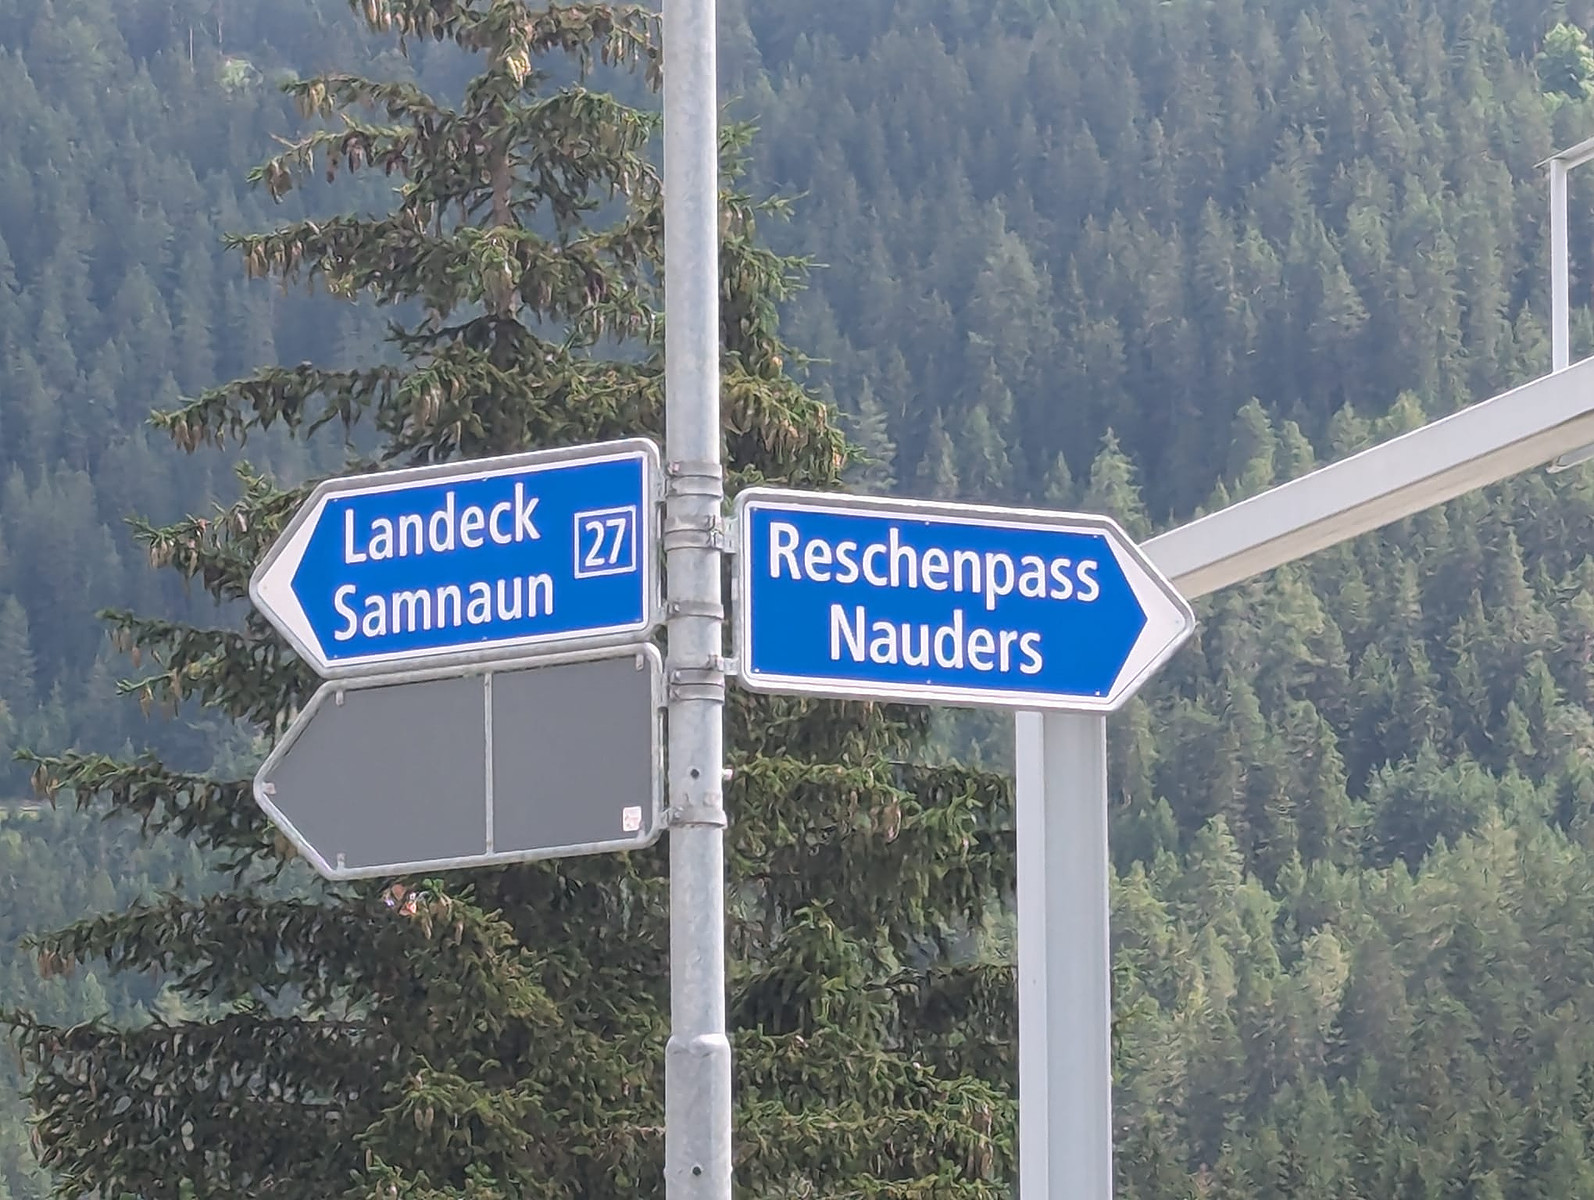 Landeck
Samnaun
27
Reschenpass
Nauders